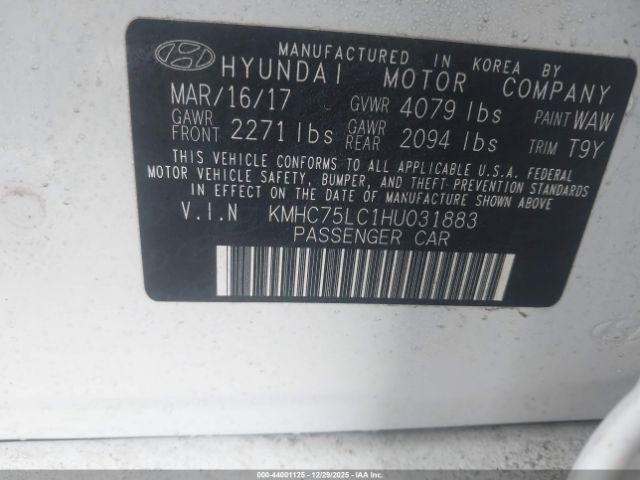 MANUFACTURED IN KOREA BY
HYUNDAI MOTOR COMPANY
MAR/16/17 GVWR 4079 lbs PAINT WAW
GAWR FRONT 2271 lbs GAWR REAR 2094 lbs TRIM T9Y
THIS VEHICLE CONFORMS TO ALL APPLICABLE U.S.A. FEDERAL
MOTOR VEHICLE SAFETY, BUMPER, AND THEFT PREVENTION STANDARDS
IN EFFECT ON THE DATE OF MANUFACTURE SHOWN ABOVE.
V.I.N KMHC75LC1HU031883
PASSENGER CAR
000-44001125 - 12/29/2025 - IAAI.COM